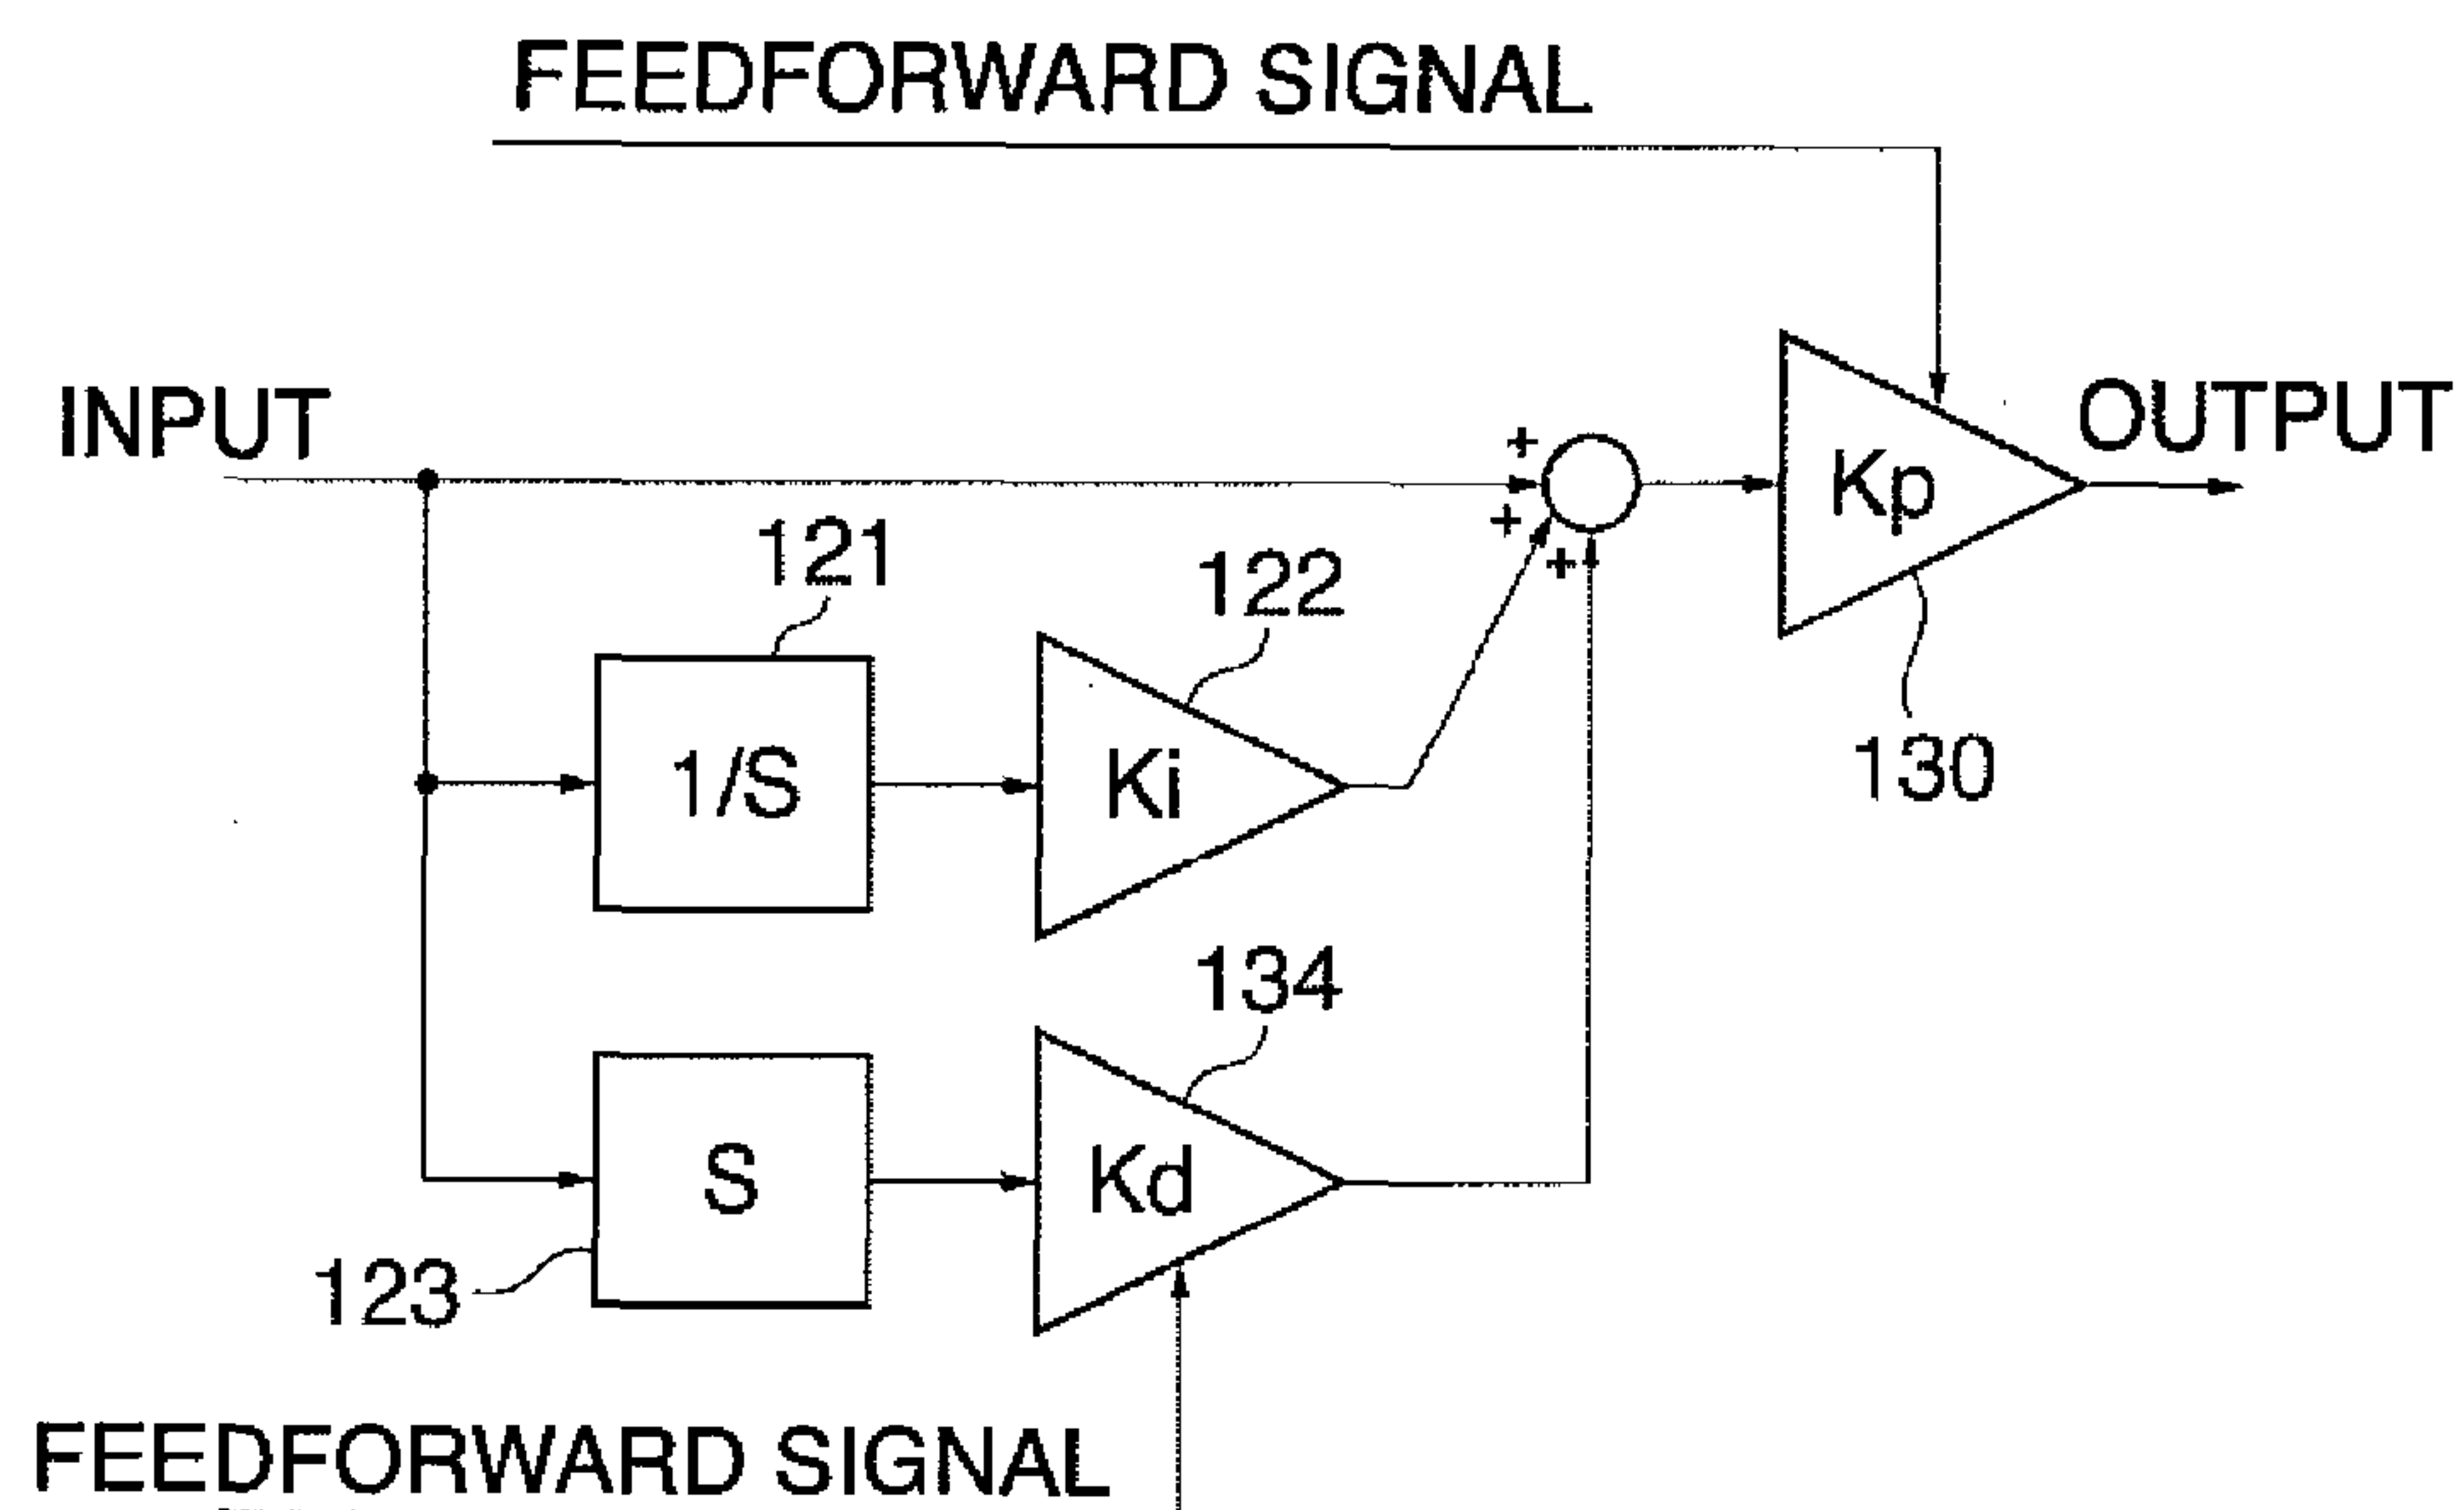 FEEDFORWARD SIGNAL
INPUT
OUTPUT
+
+
+
Kp
121
122
130
1/S
Ki
134
S
Kd
123
FEEDFORWARD SIGNAL